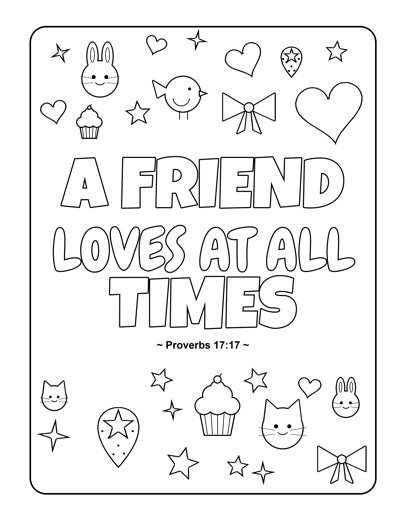 A FRIEND
LOVES AT ALL
TIMES
~ Proverbs 17:17 ~